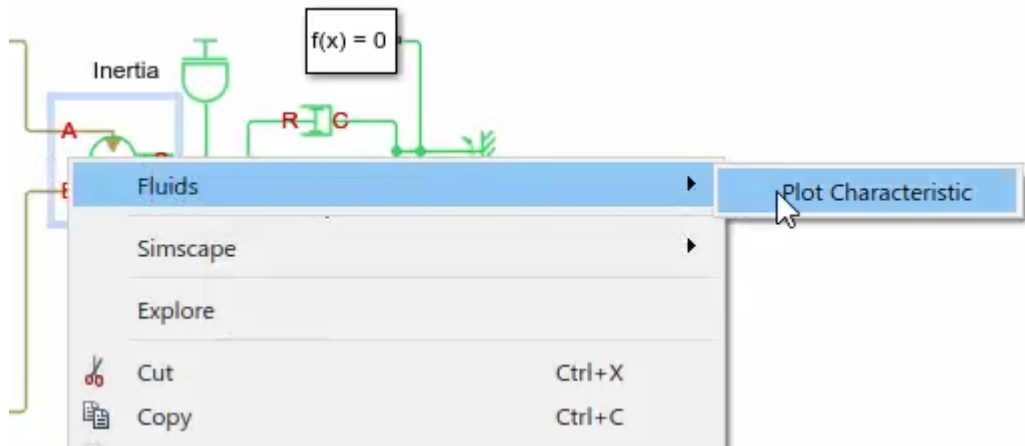 f(x) = 0
Inertia
R C
A
Fluids
Plot Characteristic
Simscape
Explore
Cut Ctrl+X
Copy Ctrl+C